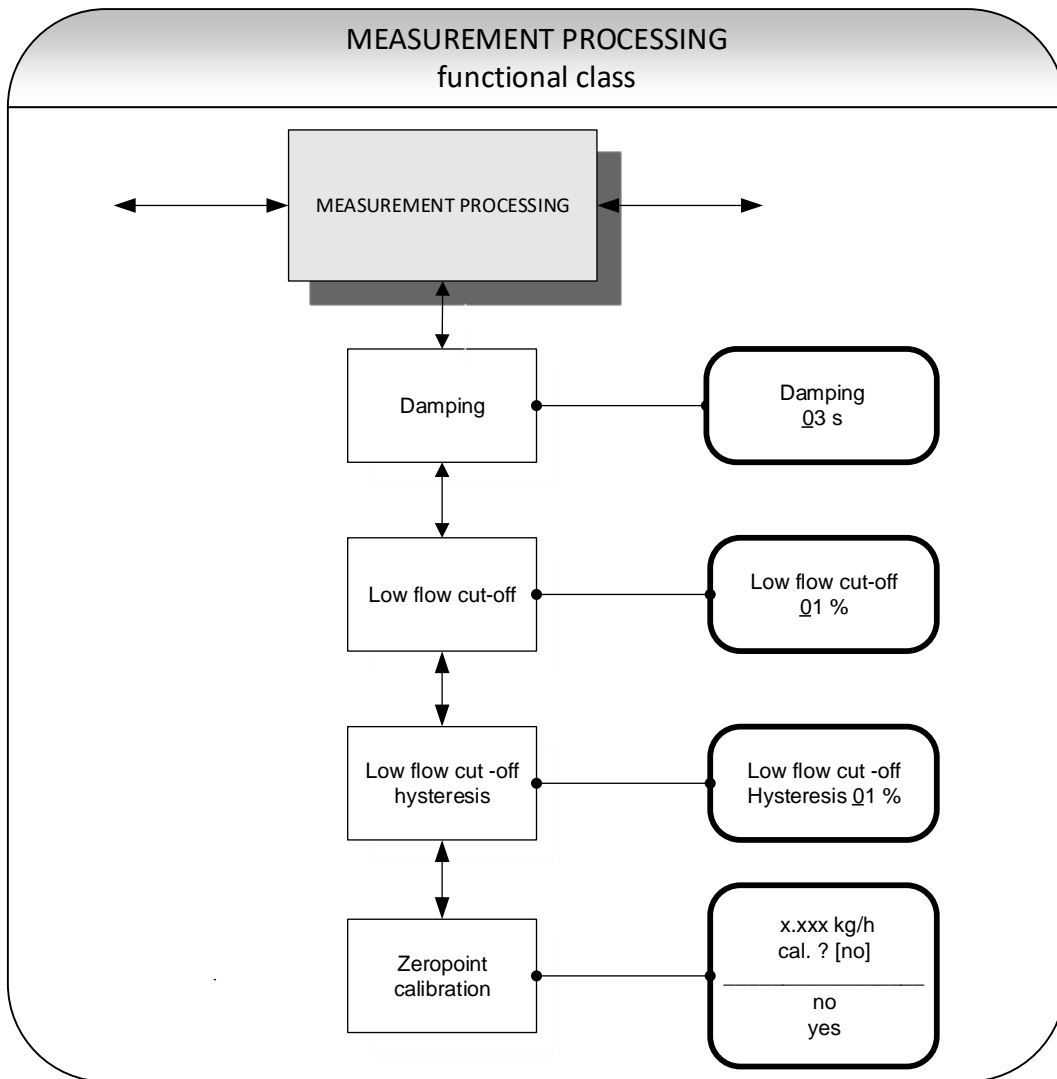 MEASUREMENT PROCESSING
functional class
MEASUREMENT PROCESSING
Damping
Damping
03 s
Low flow cut-off
Low flow cut-off
01 %
Low flow cut -off
hysteresis
Low flow cut -off
Hysteresis 01 %
Zeropoint
calibration
x.xxx kg/h
cal. ? [no]
no
yes